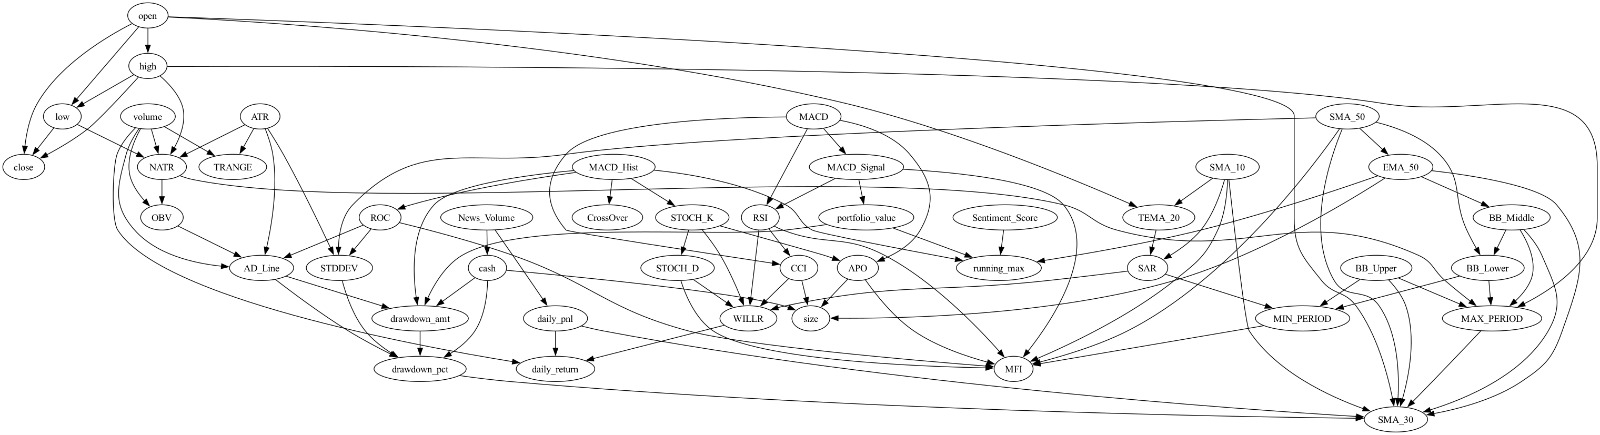 open
high
low
volume
ATR
MACD
SMA_50
close
NATR
TRANGE
MACD_Hist
MACD_Signal
SMA_10
EMA_50
OBV
ROC
News_Volume
CrossOver
STOCH_K
RSI
portfolio_value
Sentiment_Score
TEMA_20
BB_Middle
AD_Line
STDDEV
cash
STOCH_D
CCI
APO
running_max
SAR
BB_Upper
BB_Lower
drawdown_amt
daily_pnl
WILLR
size
MIN_PERIOD
MAX_PERIOD
drawdown_pct
daily_return
MFI
SMA_30